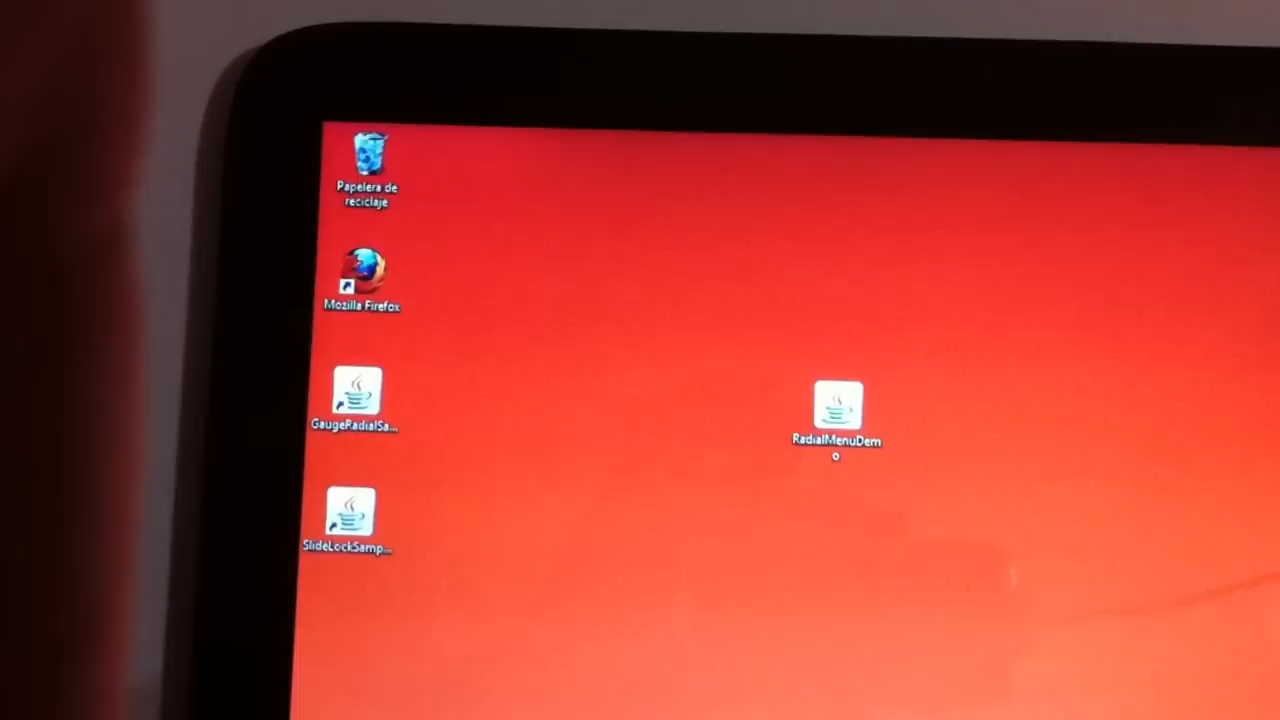 Papelera de
reciclaje
Mozilla Firefox
GaugeRadialSa...
RadialMenuDem
o
SlideLockSamp...